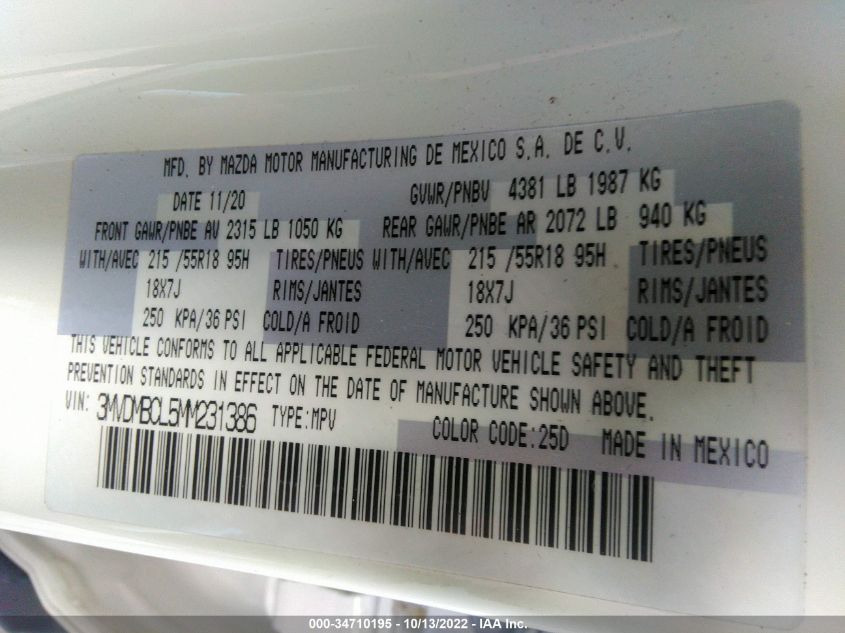 MFD. BY MAZDA MOTOR MANUFACTURING DE MEXICO S.A. DE C.V.
DATE 11/20 GVWR/PNBV 4381 LB 1987 KG
FRONT GAWR/PNBE AV 2315 LB 1050 KG REAR GAWR/PNBE AR 2072 LB 940 KG
WITH/AVEC 215 /55R18 95H TIRES/PNEUS WITH/AVEC 215 /55R18 95H TIRES/PNEUS
18X7J RIMS/JANTES 18X7J RIMS/JANTES
250 KPA/36 PSI COLD/A FROID 250 KPA/36 PSI COLD/A FROID
THIS VEHICLE CONFORMS TO ALL APPLICABLE FEDERAL MOTOR VEHICLE SAFETY AND THEFT
PREVENTION STANDARDS IN EFFECT ON THE DATE OF MANUFACTURE SHOWN ABOVE.
VIN: 3MVDMBCL5MM231386 TYPE:MPV COLOR CODE:25D MADE IN MEXICO
000-34710195 - 10/13/2022 - IAA Inc.